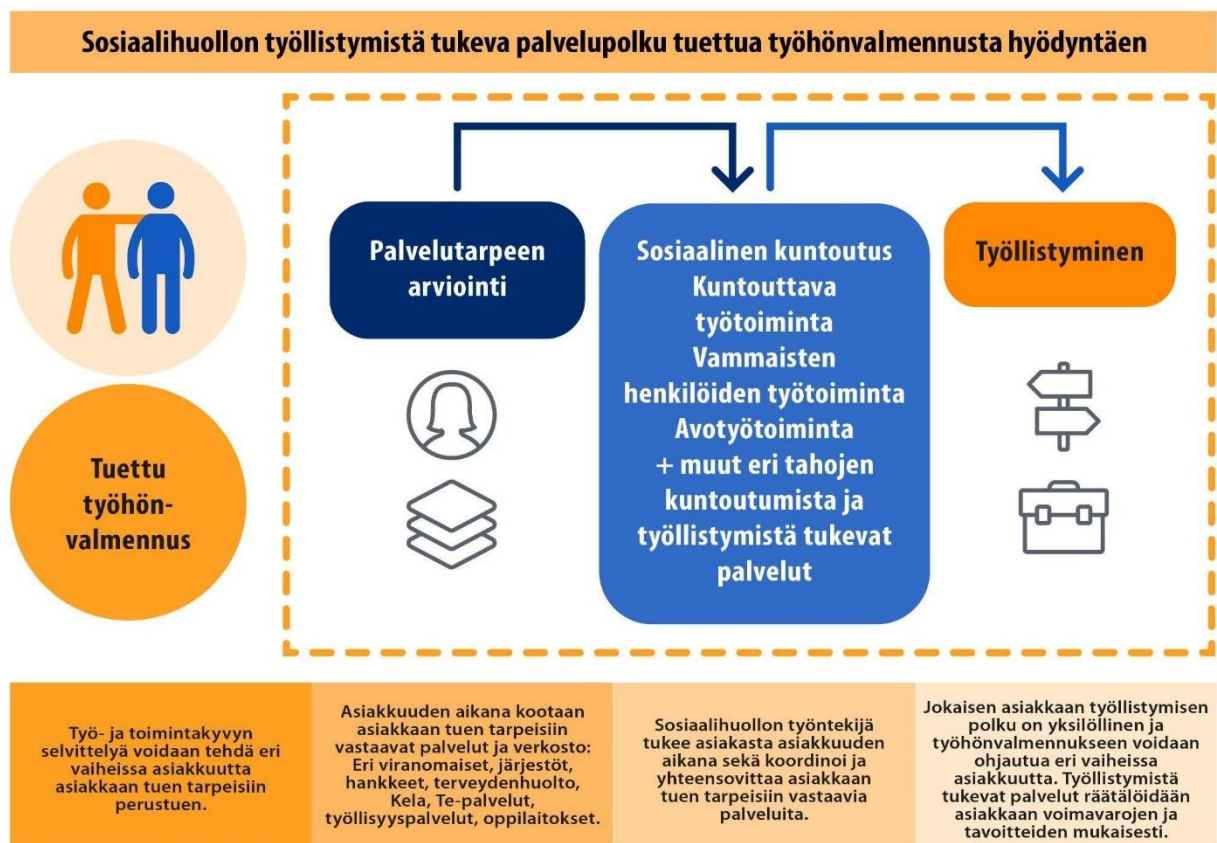 Sosiaalihuollon työllistymistä tukeva palvelupolku tuettua työhönvalmennusta hyödyntäen
Tuettu
työhön-
valmennus
Palvelutarpeen
arviointi
Sosiaalinen kuntoutus
Kuntouttava
työtoiminta
Vammaisten
henkilöiden työtoiminta
Avotyötoiminta
+ muut eri tahojen
kuntoutumista ja
työllistymistä tukevat
palvelut
Työllistyminen
Työ- ja toimintakyvyn
selvittelyä voidaan tehdä eri
vaiheissa asiakkuutta
asiakkaan tuen tarpeisiin
perustuen.
Asiakkuuden aikana kootaan
asiakkaan tuen tarpeisiin
vastaavat palvelut ja verkosto:
Eri viranomaiset, järjestöt,
hankkeet, terveydenhuolto,
Kela, Te-palvelut,
työllisyyspalvelut, oppilaitokset.
Sosiaalihuollon työntekijä
tukee asiakasta asiakkuuden
aikana sekä koordinoi ja
yhteensovittaa asiakkaan
tuen tarpeisiin vastaavia
palveluita.
Jokaisen asiakkaan työllistymisen
polku on yksilöllinen ja
työhönvalmennukseen voidaan
ohjautua eri vaiheissa
asiakkuutta. Työllistymistä
tukevat palvelut räätälöidään
asiakkaan voimavarojen ja
tavoitteiden mukaisesti.